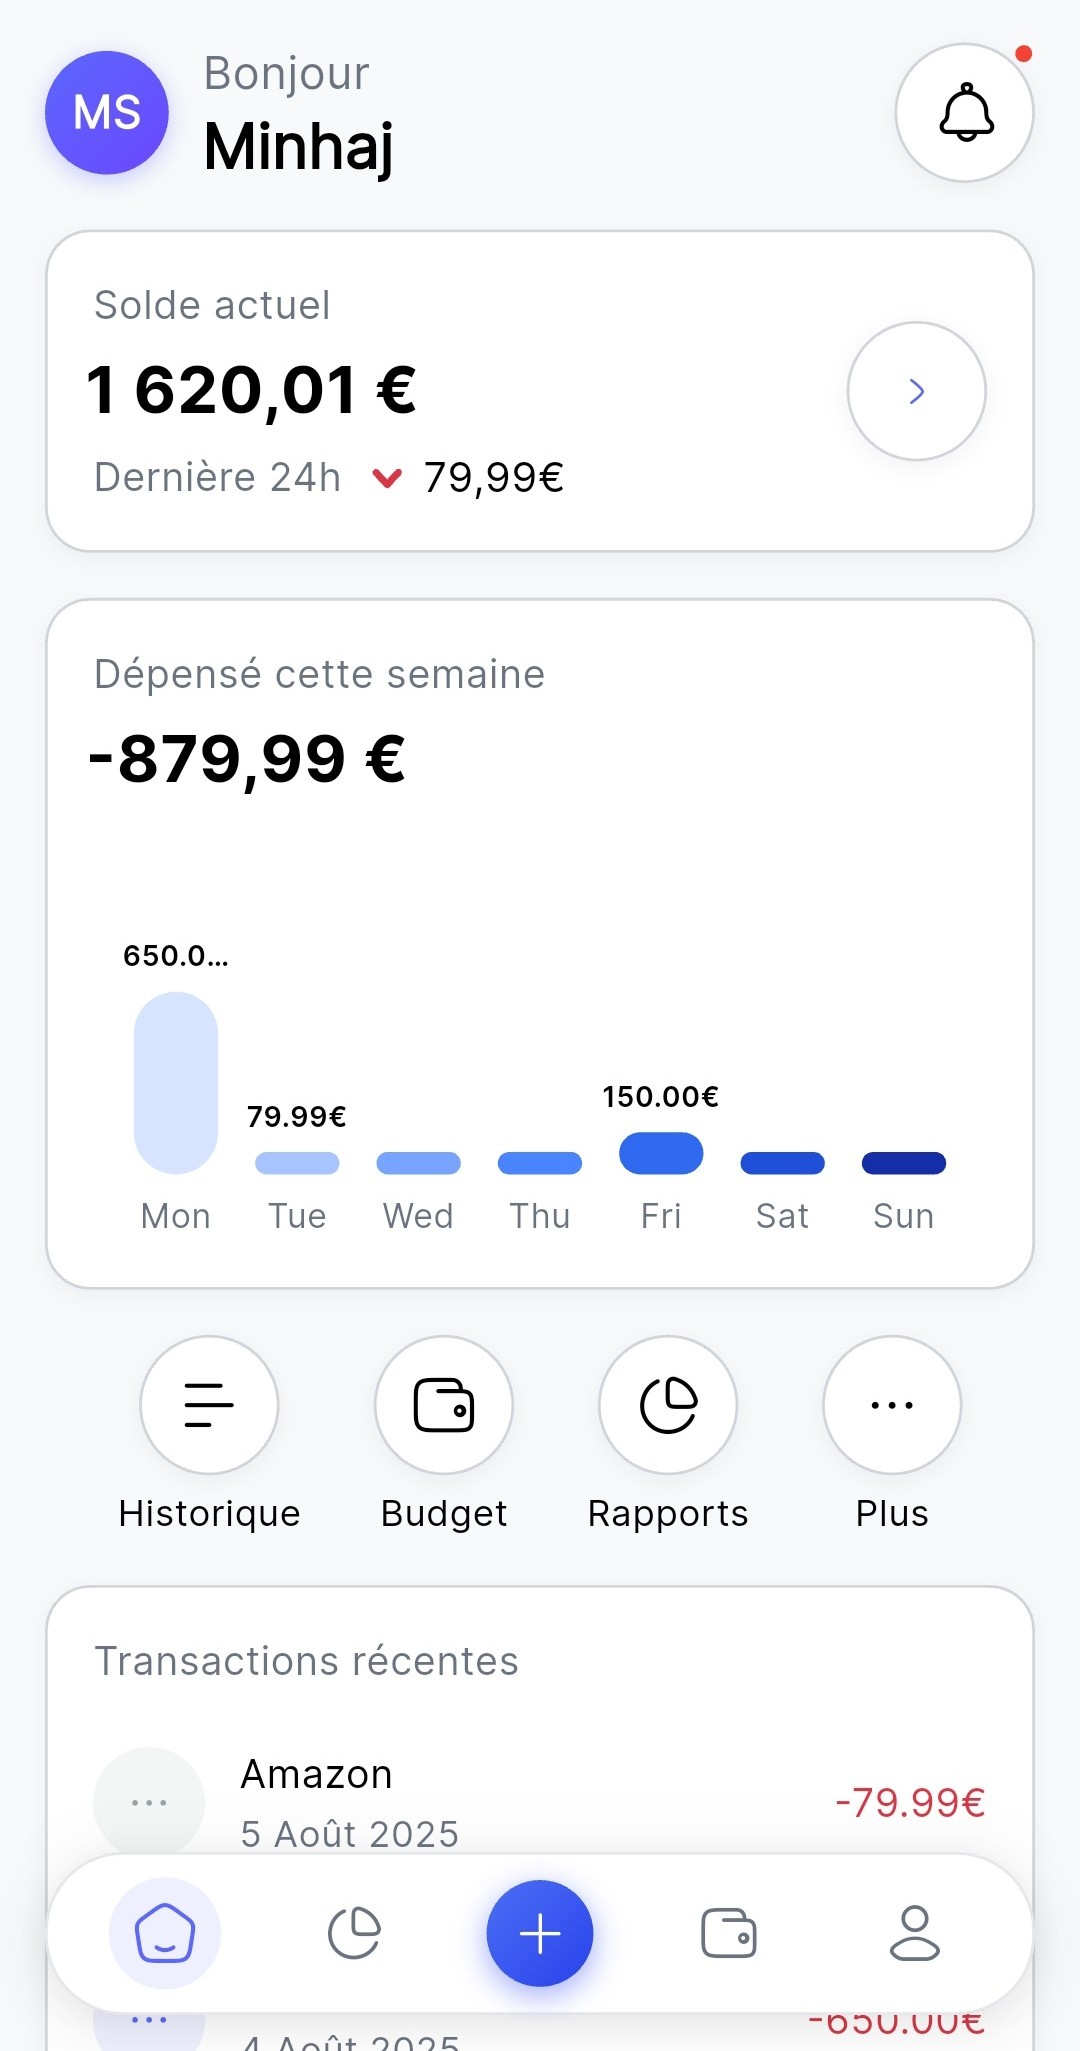 MS
Bonjour
Minhaj
Solde actuel
1 620,01 €
Dernière 24h 79,99€
Dépensé cette semaine
-879,99 €
650.0...
79.99€
150.00€
Mon Tue Wed Thu Fri Sat Sun
Historique Budget Rapports Plus
Transactions récentes
Amazon
-79.99€
5 Août 2025
-650.00€
4 Août 2025